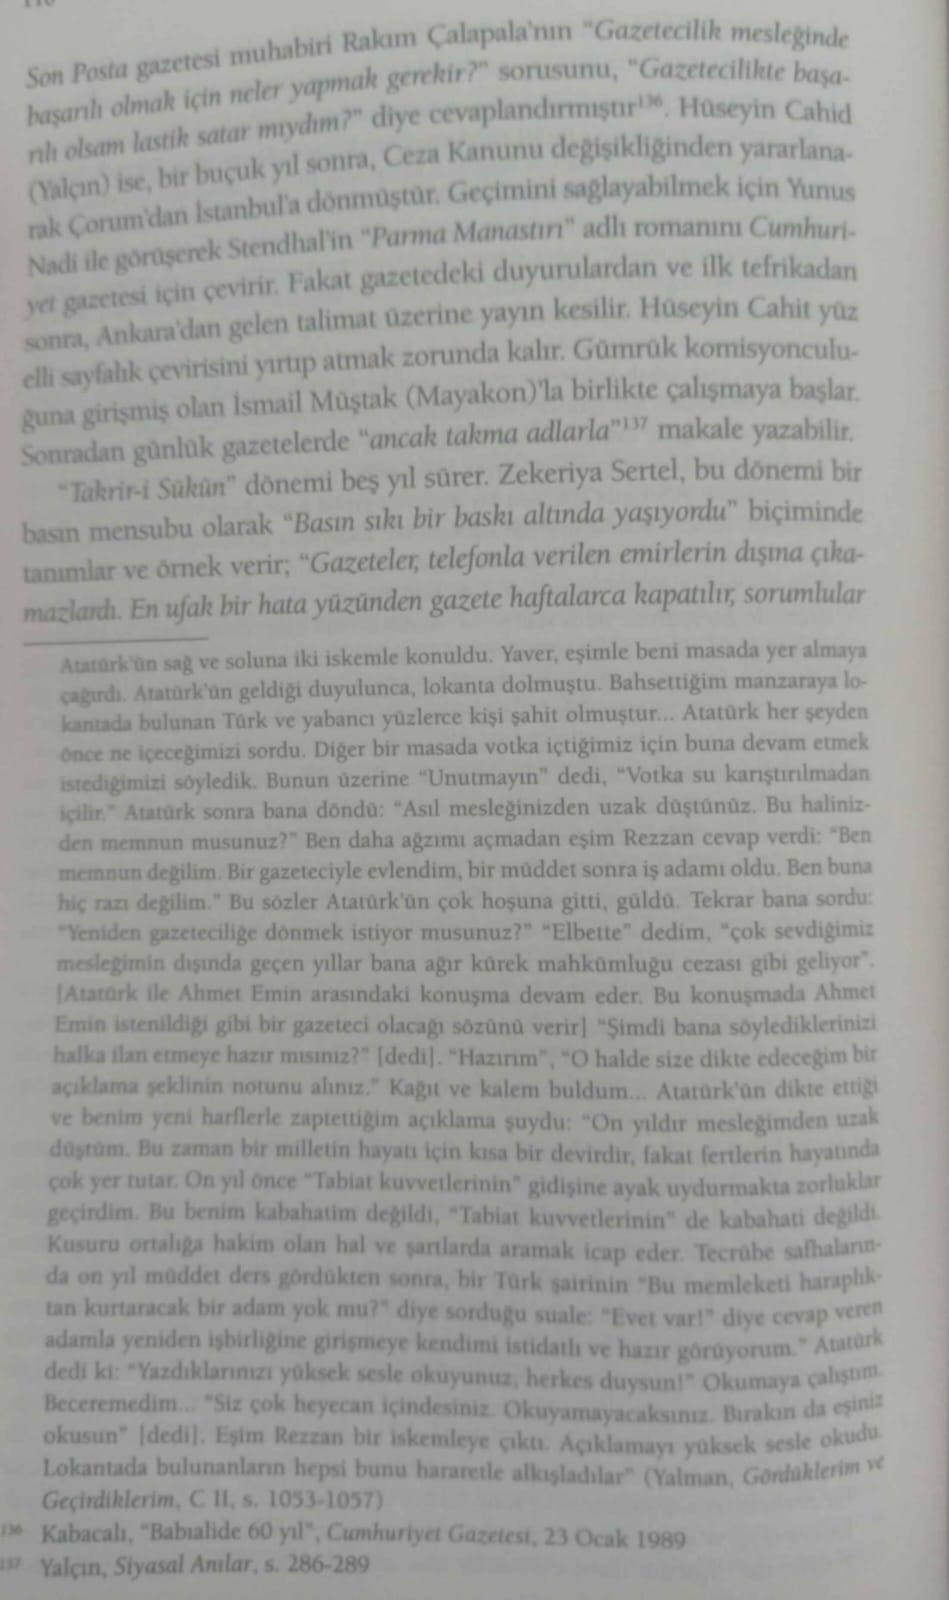 Son Posta gazetesi muhabiri Rakım Çalapala'nın “Gazetecilik mesleğinde
başarılı olmak için neler yapmak gerekir?” sorusunu, “Gazetecilikte başa-
rılı olsam lastik satar mıydım?” diye cevaplandırmıştır136. Hüseyin Cahid
(Yalçın) ise, bir buçuk yıl sonra, Ceza Kanunu değişikliğinden yararlana-
rak Çorum'dan İstanbul'a dönmüştür. Geçimini sağlayabilmek için Yunus
Nadi ile görüşerek Stendhal'in “Parma Manastırı” adlı romanını Cumhuri-
yet gazetesi için çevirir. Fakat gazetedeki duyurulardan ve ilk tefrikadan
sonra, Ankara'dan gelen talimat üzerine yayın kesilir. Hüseyin Cahit yüz
elli sayfalık çevirisini yırtıp atmak zorunda kalır. Gümrük komisyonculu-
ğuna girişmiş olan İsmail Müştak (Mayakon)'la birlikte çalışmaya başlar.
Sonradan günlük gazetelerde “ancak takma adlarla”137 makale yazabilir.
“Takrir-i Sükûn” dönemi beş yıl sürer. Zekeriya Sertel, bu dönemi bir
basın mensubu olarak “Basın sıkı bir baskı altında yaşıyordu” biçiminde
tanımlar ve örnek verir; “Gazeteler, telefonla verilen emirlerin dışına çıka-
mazlardı. En ufak bir hata yüzünden gazete haftalarca kapatılır, sorumlular
Atatürk'ün sağ ve soluna iki iskemle konuldu. Yaver, eşimle beni masada yer almaya
çağırdı. Atatürk'ün geldiği duyulunca, lokanta dolmuştu. Bahsettiğim manzaraya lo-
kantada bulunan Türk ve yabancı yüzlerce kişi şahit olmuştur... Atatürk her şeyden
önce ne içeceğimizi sordu. Diğer bir masada votka içtiğimiz için buna devam etmek
istediğimizi söyledik. Bunun üzerine “Unutmayın” dedi, “Votka su karıştırılmadan
içilir.” Atatürk sonra bana döndü: “Asıl mesleğinizden uzak düştünüz. Bu haliniz-
den memnun musunuz?” Ben daha ağzımı açmadan eşim Rezzan cevap verdi: “Ben
memnun değilim. Bir gazeteciyle evlendim, bir müddet sonra iş adamı oldu. Ben buna
hiç razı değilim.” Bu sözler Atatürk'ün çok hoşuna gitti, güldü. Tekrar bana sordu:
“Yeniden gazeteciliğe dönmek istiyor musunuz?” “Elbette” dedim, “çok sevdiğimiz
mesleğimin dışında geçen yıllar bana ağır kürek mahkûmluğu cezası gibi geliyor”.
[Atatürk ile Ahmet Emin arasındaki konuşma devam eder. Bu konuşmada Ahmet
Emin istenildiği gibi bir gazeteci olacağı sözünü verir] “Şimdi bana söylediklerinizi
halka ilan etmeye hazır mısınız?” [dedi]. “Hazırım”, “O halde size dikte edeceğim bir
açıklama şeklinin notunu alınız.” Kağıt ve kalem buldum... Atatürk'ün dikte ettiği
ve benim yeni harflerle zaptettiğim açıklama şuydu: “On yıldır mesleğimden uzak
düştüm. Bu zaman bir milletin hayatı için kısa bir devirdir, fakat fertlerin hayatında
çok yer tutar. On yıl önce “Tabiat kuvvetlerinin” gidişine ayak uydurmakta zorluklar
geçirdim. Bu benim kabahatim değildi, “Tabiat kuvvetlerinin” de kabahati değildi.
Kusuru ortalığa hakim olan hal ve şartlarda aramak icap eder. Tecrübe safhaların-
da on yıl müddet ders gördükten sonra, bir Türk şairinin “Bu memleketi haraplık-
tan kurtaracak bir adam yok mu?” diye sorduğu suale: “Evet var!” diye cevap veren
adamla yeniden işbirliğine girişmeye kendimi istidatlı ve hazır görüyorum.” Atatürk
dedi ki: “Yazdıklarınızı yüksek sesle okuyunuz, herkes duysun!” Okumaya çalıştım.
Beceremedim... “Siz çok heyecan içindesiniz. Okuyamayacaksınız. Bırakın da eşiniz
okusun” [dedi]. Eşim Rezzan bir iskemleye çıktı. Açıklamayı yüksek sesle okudu.
Lokantada bulunanların hepsi bunu hararetle alkışladılar” (Yalman, Gördüklerim ve
Geçirdiklerim, C II, s. 1053-1057)
136 Kabacalı, “Babıalide 60 yıl”, Cumhuriyet Gazetesi, 23 Ocak 1989
137 Yalçın, Siyasal Anılar, s. 286-289